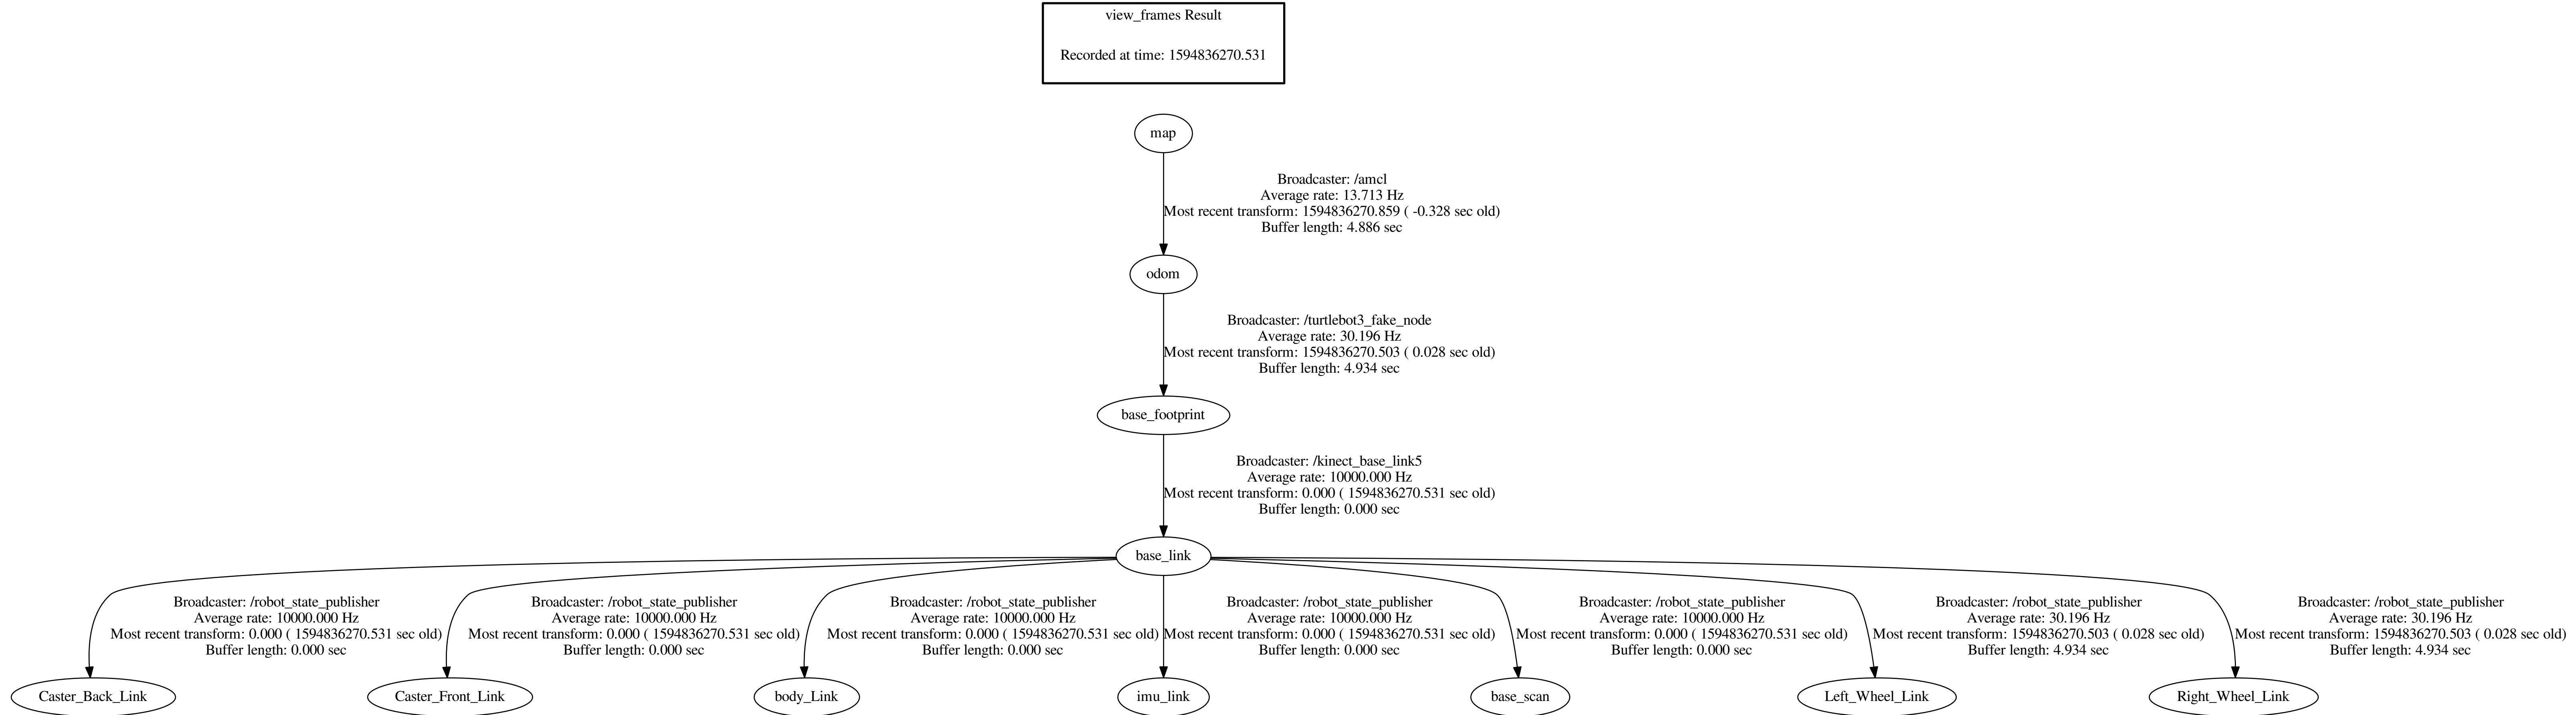 view_frames Result
Recorded at time: 1594836270.531
map
Broadcaster: /amcl
Average rate: 13.713 Hz
Most recent transform: 1594836270.859 ( -0.328 sec old)
Buffer length: 4.886 sec
odom
Broadcaster: /turtlebot3_fake_node
Average rate: 30.196 Hz
Most recent transform: 1594836270.503 ( 0.028 sec old)
Buffer length: 4.934 sec
base_footprint
Broadcaster: /kinect_base_link5
Average rate: 10000.000 Hz
Most recent transform: 0.000 ( 1594836270.531 sec old)
Buffer length: 0.000 sec
base_link
Broadcaster: /robot_state_publisher
Average rate: 10000.000 Hz
Most recent transform: 0.000 ( 1594836270.531 sec old)
Buffer length: 0.000 sec
Broadcaster: /robot_state_publisher
Average rate: 10000.000 Hz
Most recent transform: 0.000 ( 1594836270.531 sec old)
Buffer length: 0.000 sec
Broadcaster: /robot_state_publisher
Average rate: 10000.000 Hz
Most recent transform: 0.000 ( 1594836270.531 sec old)
Buffer length: 0.000 sec
Broadcaster: /robot_state_publisher
Average rate: 10000.000 Hz
Most recent transform: 0.000 ( 1594836270.531 sec old)
Buffer length: 0.000 sec
Broadcaster: /robot_state_publisher
Average rate: 10000.000 Hz
Most recent transform: 0.000 ( 1594836270.531 sec old)
Buffer length: 0.000 sec
Broadcaster: /robot_state_publisher
Average rate: 30.196 Hz
Most recent transform: 1594836270.503 ( 0.028 sec old)
Buffer length: 4.934 sec
Broadcaster: /robot_state_publisher
Average rate: 30.196 Hz
Most recent transform: 1594836270.503 ( 0.028 sec old)
Buffer length: 4.934 sec
Caster_Back_Link
Caster_Front_Link
body_Link
imu_link
base_scan
Left_Wheel_Link
Right_Wheel_Link